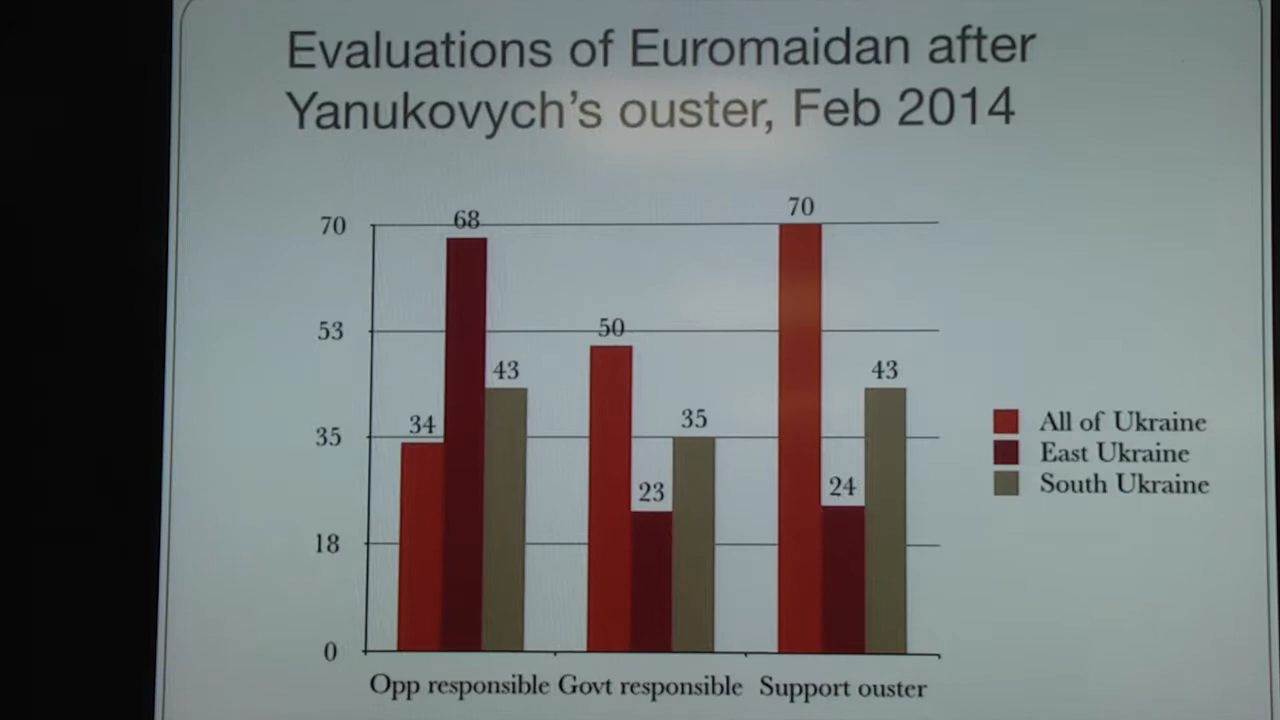 Evaluations of Euromaidan after
Yanukovych's ouster, Feb 2014
70
53
35
18
0
34
68
43
50
23
35
70
24
43
Opp responsible
Govt responsible
Support ouster
All of Ukraine
East Ukraine
South Ukraine